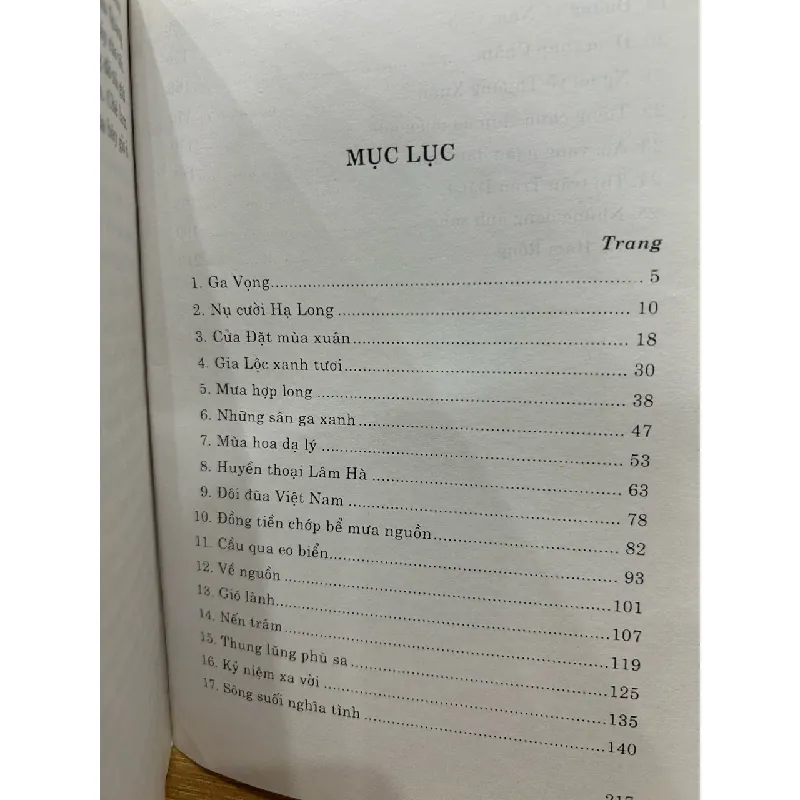 MỤC LỤC
Trang
1. Ga Vọng........5
2. Nụ cười Hạ Long........10
3. Cửa Đặt mùa xuân........18
4. Gia Lộc xanh tươi........30
5. Mưa hợp long........38
6. Những sân ga xanh........47
7. Mùa hoa dạ lý........53
8. Huyền thoại Lâm Hà........63
9. Đôi đũa Việt Nam........78
10. Đồng tiền chớp bể mưa nguồn........82
11. Cầu qua eo biển........93
12. Về nguồn........101
13. Gió lành........107
14. Nến trâm........119
15. Thung lũng phù sa........125
16. Kỷ niệm xa vời........135
17. Sông suối nghĩa tình........140